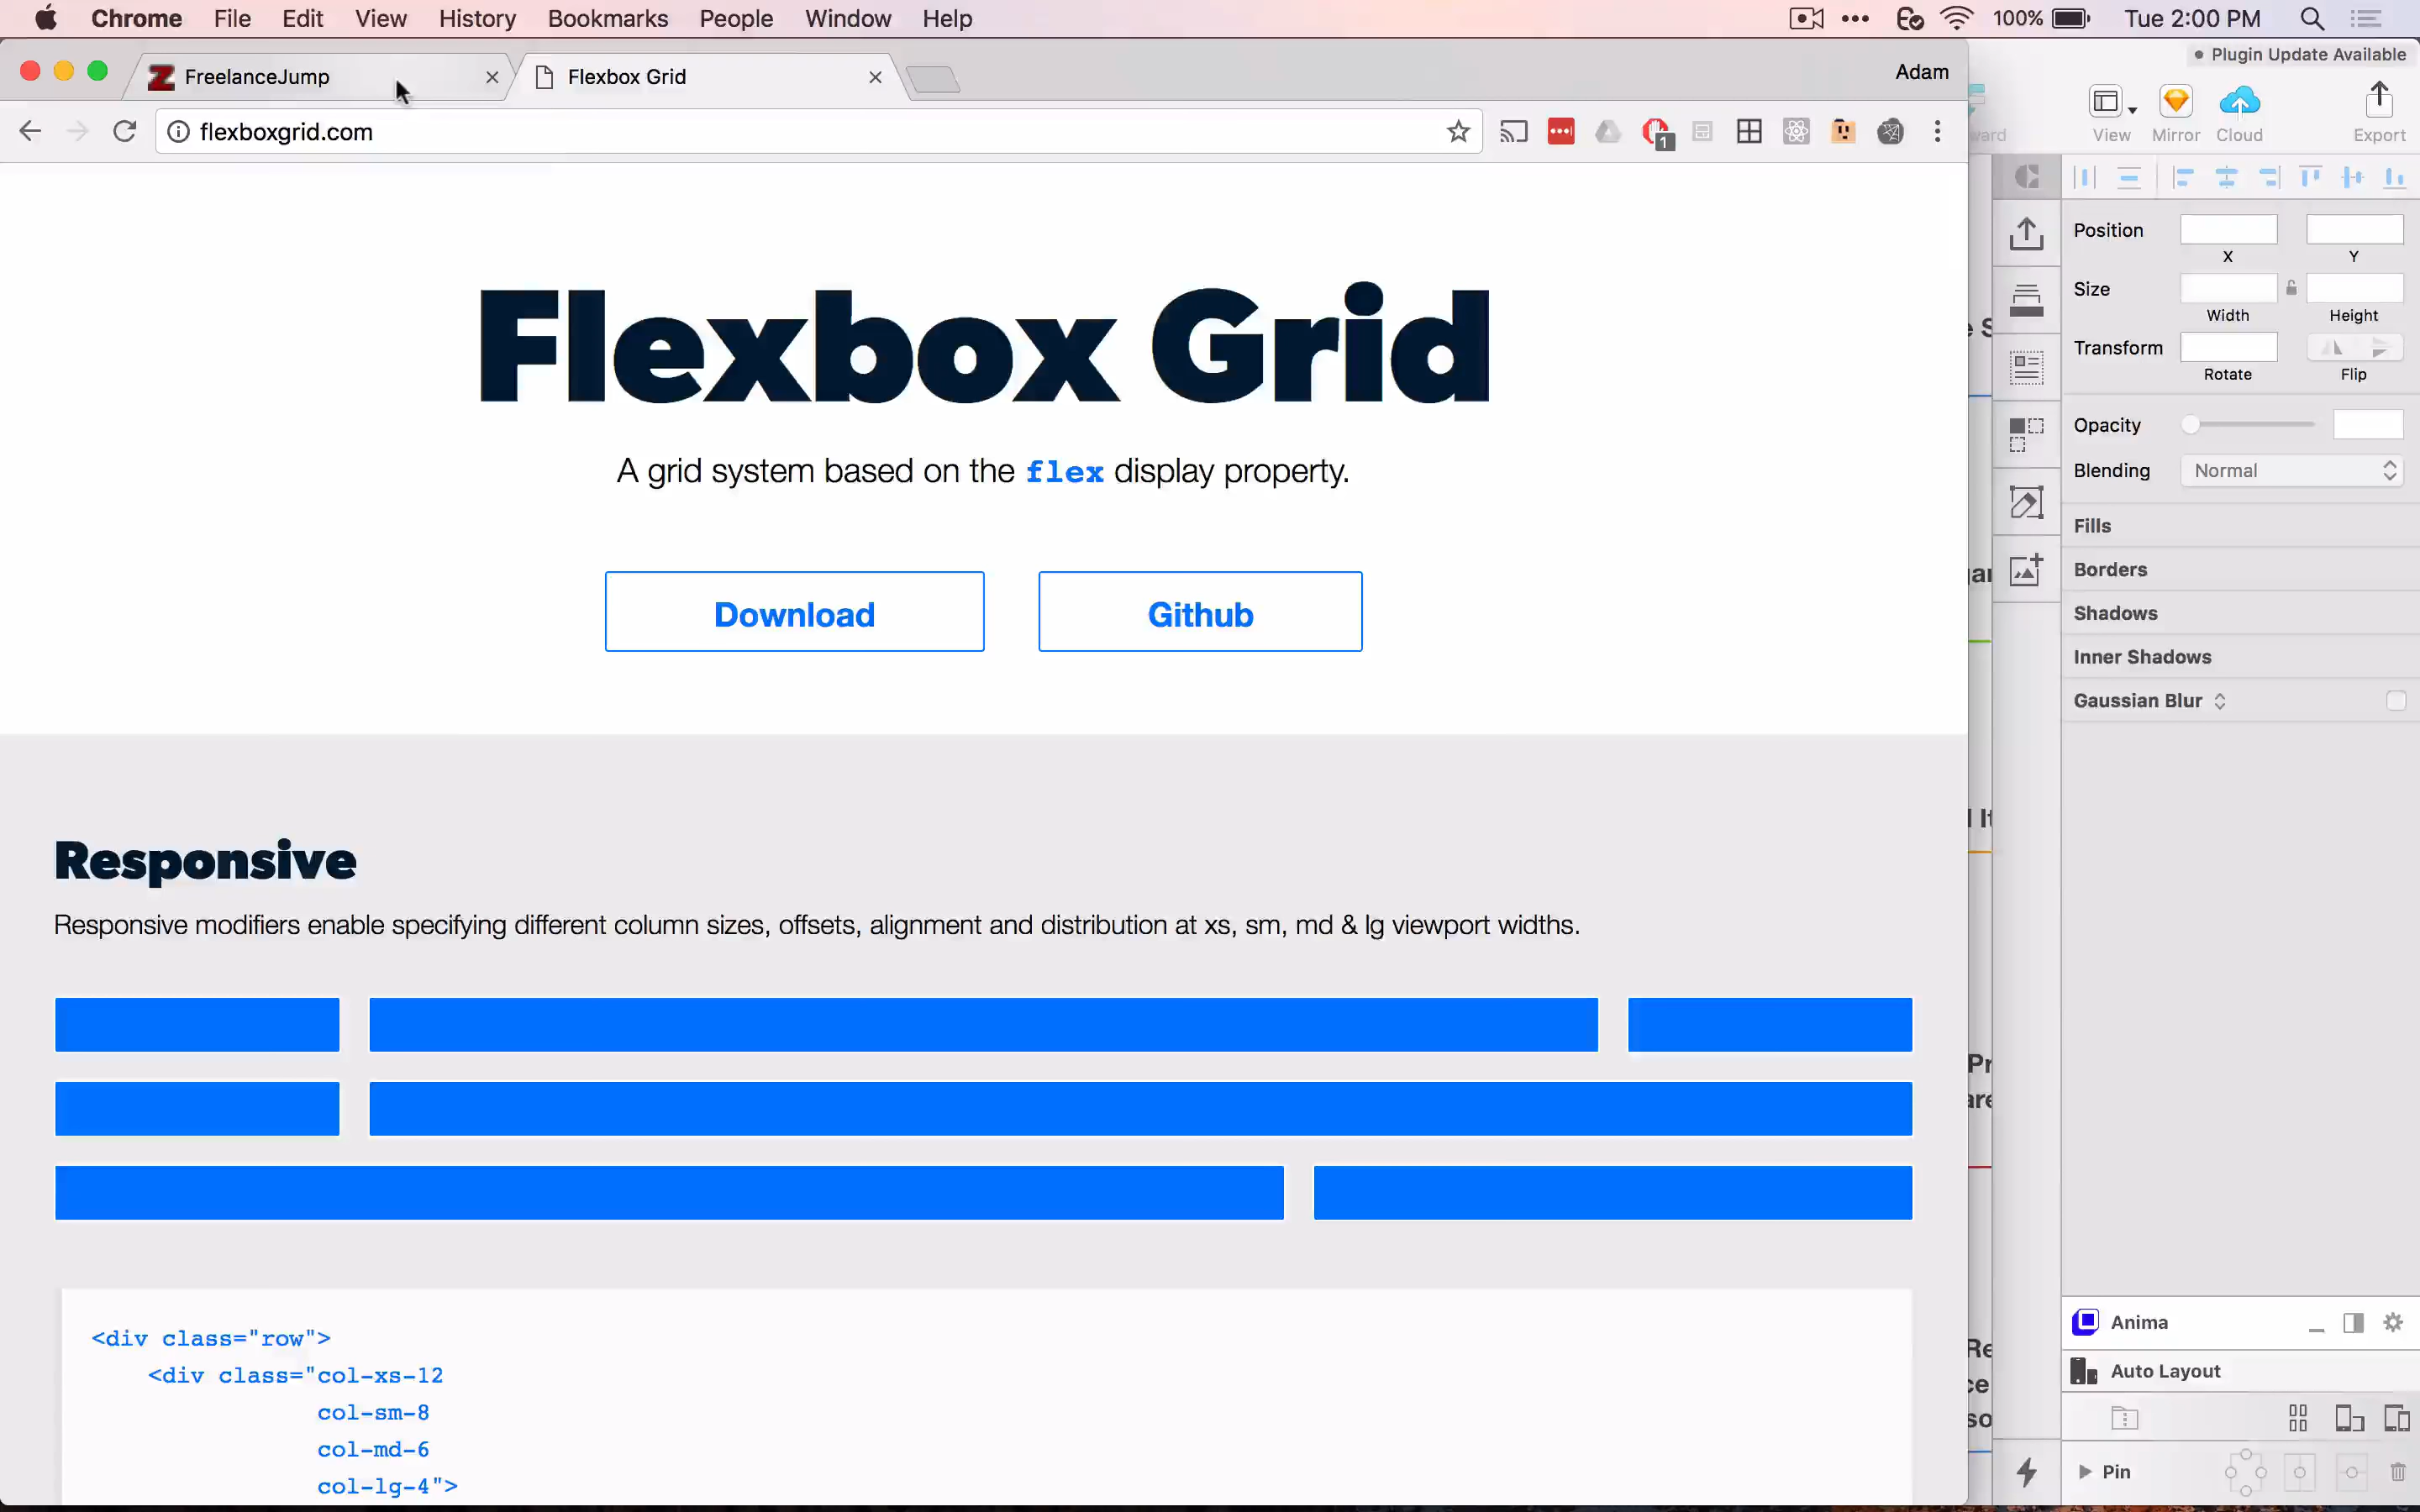 Chrome File Edit View History Bookmarks People Window Help 100% Tue 2:00 PM
Plugin Update Available
FreelanceJump Flexbox Grid Adam
flexboxgrid.com 1
View Mirror Cloud Export
Flexbox Grid
A grid system based on the flex display property.
Download Github
Responsive
Responsive modifiers enable specifying different column sizes, offsets, alignment and distribution at xs, sm, md & lg viewport widths.
<div class="row">
<div class="col-xs-12
col-sm-8
col-md-6
col-lg-4">
Position
X Y
Size
Width Height
Transform
Rotate Flip
Opacity
Blending Normal
Fills
Borders
Shadows
Inner Shadows
Gaussian Blur
Anima
Auto Layout
Pin